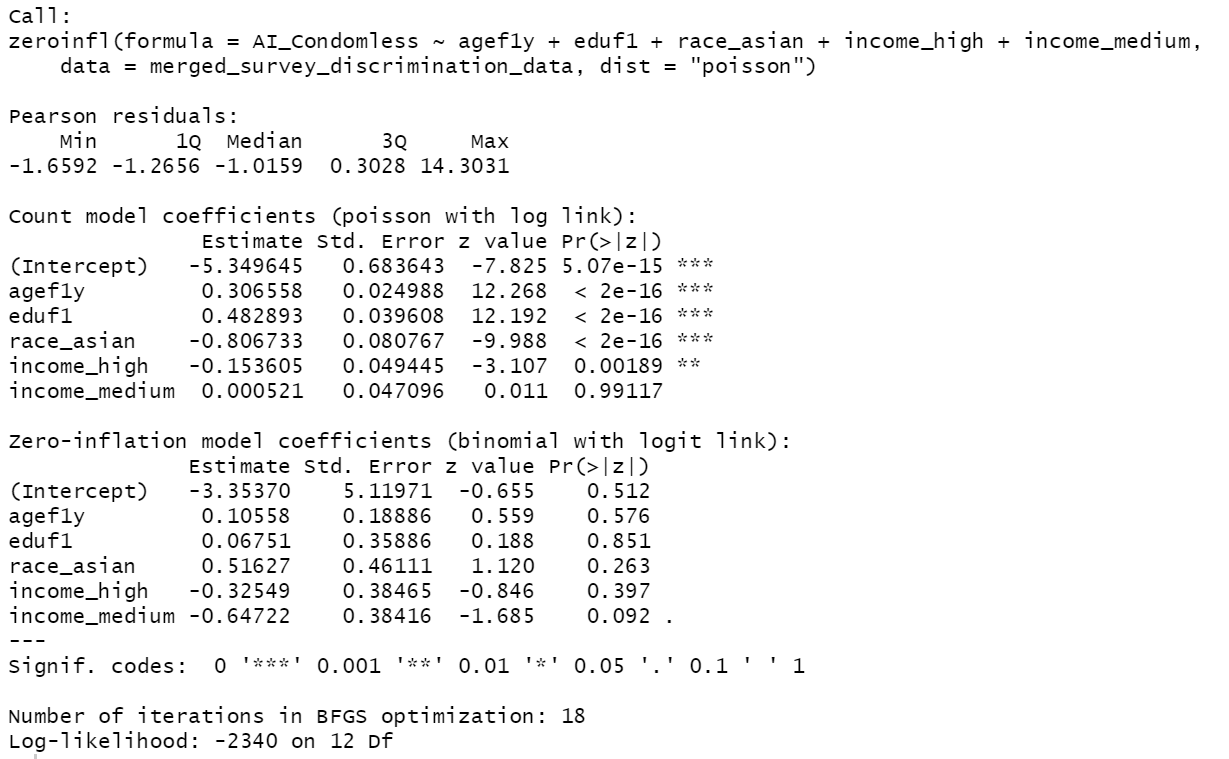 Call:
zeroinfl(formula = AI_Condomless ~ agef1y + eduf1 + race_asian + income_high + income_medium,
    data = merged_survey_discrimination_data, dist = "poisson")

Pearson residuals:
    Min      1Q  Median      3Q     Max
-1.6592 -1.2656 -1.0159  0.3028 14.3031

Count model coefficients (poisson with log link):
               Estimate Std. Error z value Pr(>|z|)
(Intercept)   -5.349645   0.683643  -7.825 5.07e-15 ***
agef1y         0.306558   0.024988  12.268  < 2e-16 ***
eduf1          0.482893   0.039608  12.192  < 2e-16 ***
race_asian    -0.806733   0.080767  -9.988  < 2e-16 ***
income_high   -0.153605   0.049445  -3.107  0.00189 **
income_medium  0.000521   0.047096   0.011  0.99117

Zero-inflation model coefficients (binomial with logit link):
              Estimate Std. Error z value Pr(>|z|)
(Intercept)   -3.35370    5.11971  -0.655    0.512
agef1y         0.10558    0.18886   0.559    0.576
eduf1          0.06751    0.35886   0.188    0.851
race_asian     0.51627    0.46111   1.120    0.263
income_high   -0.32549    0.38465  -0.846    0.397
income_medium -0.64722    0.38416  -1.685    0.092 .
---
Signif. codes:  0 '***' 0.001 '**' 0.01 '*' 0.05 '.' 0.1 ' ' 1

Number of iterations in BFGS optimization: 18
Log-likelihood: -2340 on 12 Df